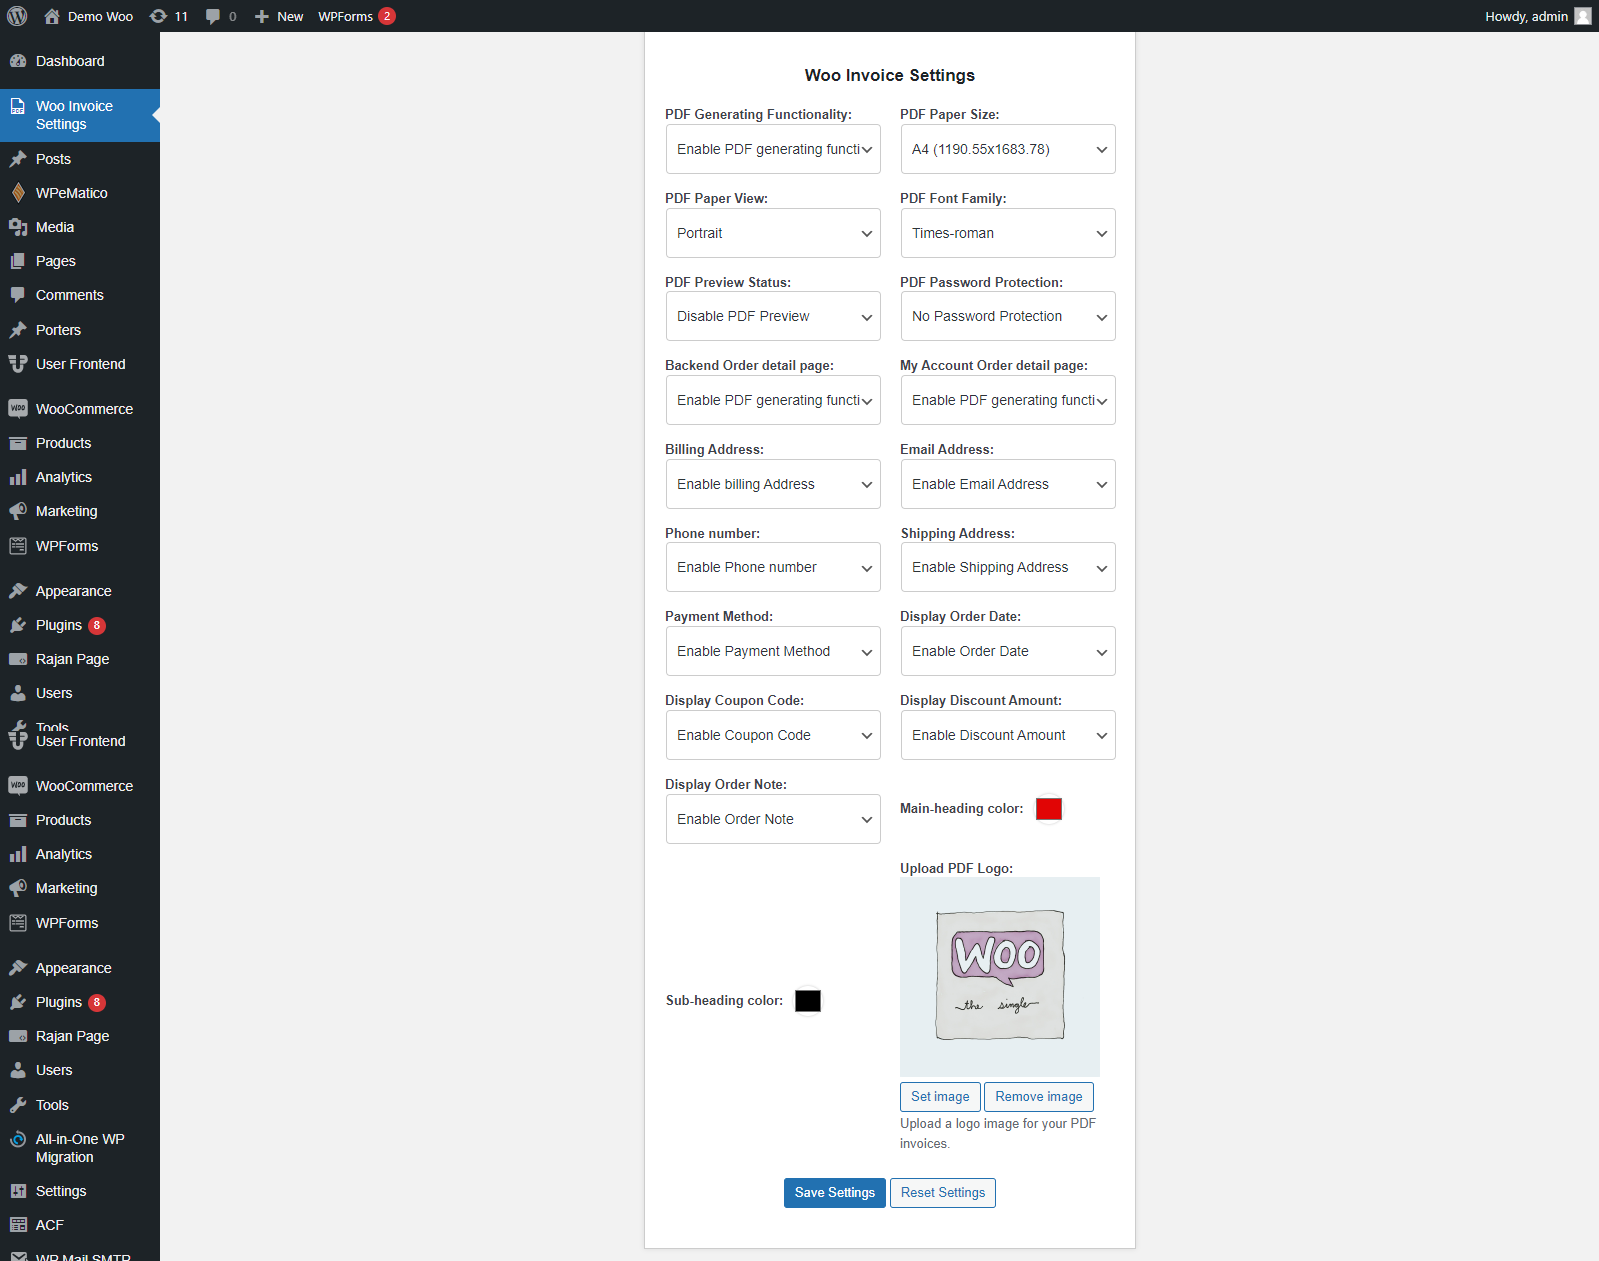 Demo Woo
11
0
New
WPForms 2
Howdy, admin
Dashboard
Woo Invoice
Settings
Posts
WPeMatico
Media
Pages
Comments
Porters
User Frontend
WooCommerce
Products
Analytics
Marketing
WPForms
Appearance
Plugins 8
Rajan Page
Users
Tools
User Frontend
WooCommerce
Products
Analytics
Marketing
WPForms
Appearance
Plugins 8
Rajan Page
Users
Tools
All-in-One WP
Migration
Settings
ACF
WP Mail SMTP
Woo Invoice Settings
PDF Generating Functionality:
Enable PDF generating functi
PDF Paper Size:
A4 (1190.55x1683.78)
PDF Paper View:
Portrait
PDF Font Family:
Times-roman
PDF Preview Status:
Disable PDF Preview
PDF Password Protection:
No Password Protection
Backend Order detail page:
Enable PDF generating functi
My Account Order detail page:
Enable PDF generating functi
Billing Address:
Enable billing Address
Email Address:
Enable Email Address
Phone number:
Enable Phone number
Shipping Address:
Enable Shipping Address
Payment Method:
Enable Payment Method
Display Order Date:
Enable Order Date
Display Coupon Code:
Enable Coupon Code
Display Discount Amount:
Enable Discount Amount
Display Order Note:
Enable Order Note
Main-heading color:
Sub-heading color:
Upload PDF Logo:
WOO
the single
Set image
Remove image
Upload a logo image for your PDF
invoices.
Save Settings
Reset Settings